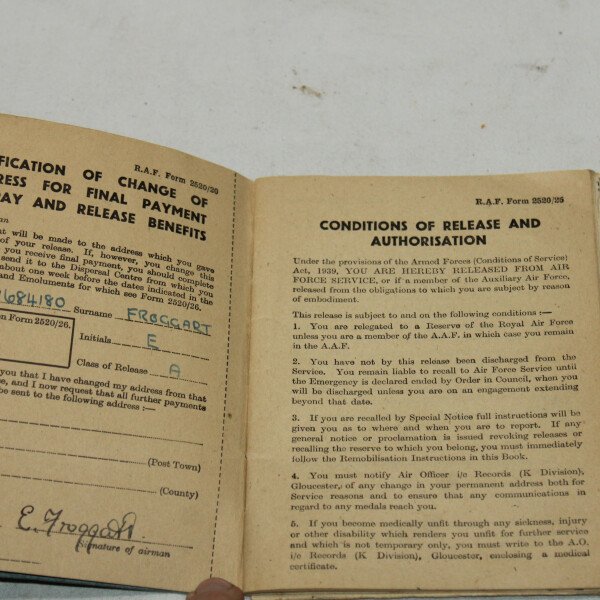 R.A.F. Form 2520/20
FICATION OF CHANGE OF
RESS FOR FINAL PAYMENT
AY AND RELEASE BENEFITS
an
nt will be made to the address which you gave
of your release. If, however, you change this
you receive final payment, you should complete
send it to the Dispersal Centre from which you
about one week before the dates indicated in the
and Emoluments for which see Form 2520/26.
684180 Surname FROGGART
on Form 2520/26.
Initials E
Class of Release A
you that I have changed my address from that
e, and I now request that all further payments
be sent to the following address :—
(Post Town)
(County)
E. Froggatt
Signature of airman
R.A.F. Form 2520/25
CONDITIONS OF RELEASE AND
AUTHORISATION
Under the provisions of the Armed Forces (Conditions of Service)
Act, 1939, YOU ARE HEREBY RELEASED FROM AIR
FORCE SERVICE, or if a member of the Auxiliary Air Force,
released from the obligations to which you are subject by reason
of embodiment.
This release is subject to and on the following conditions :—
1. You are relegated to a Reserve of the Royal Air Force
unless you are a member of the A.A.F. in which case you remain
in the A.A.F.
2. You have not by this release been discharged from the
Service. You remain liable to recall to Air Force Service until
the Emergency is declared ended by Order in Council, when you
will be discharged unless you are on an engagement extending
beyond that date.
3. If you are recalled by Special Notice full instructions will be
given you as to where and when you are to report. If any
general notice or proclamation is issued revoking releases or
recalling the reserve to which you belong, you must immediately
follow the Remobilisation Instructions in this Book.
4. You must notify Air Officer i/c Records (K Division),
Gloucester, of any change in your permanent address both for
Service reasons and to ensure that any communications in
regard to any medals reach you.
5. If you become medically unfit through any sickness, injury
or other disability which renders you unfit for further service
and which is not temporary only, you must write to the A.O.
i/c Records (K Division), Gloucester, enclosing a medical
certificate.